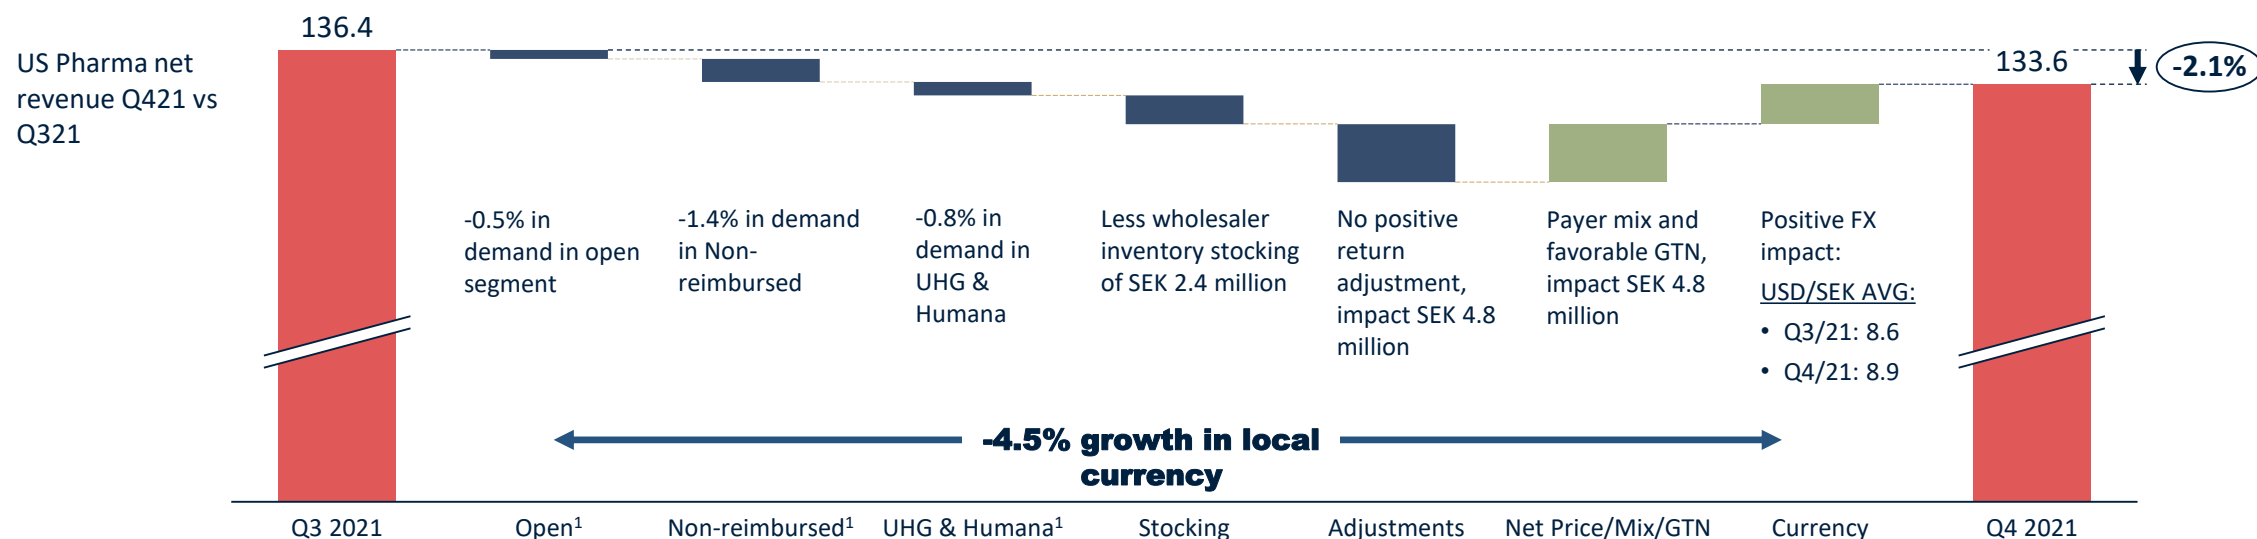 136.4
US Pharma net
revenue Q421 vs
Q321
133.6
-2.1%
-0.5% in
demand in open
segment
-1.4% in demand
in Non-
reimbursed
-0.8% in
demand in
UHG &
Humana
Less wholesaler
inventory stocking
of SEK 2.4 million
No positive
return
adjustment,
impact SEK 4.8
million
Payer mix and
favorable GTN,
impact SEK 4.8
million
Positive FX
impact:
USD/SEK AVG:
• Q3/21: 8.6
• Q4/21: 8.9
-4.5% growth in local
currency
Q3 2021
Open¹
Non-reimbursed¹
UHG & Humana¹
Stocking
Adjustments
Net Price/Mix/GTN
Currency
Q4 2021